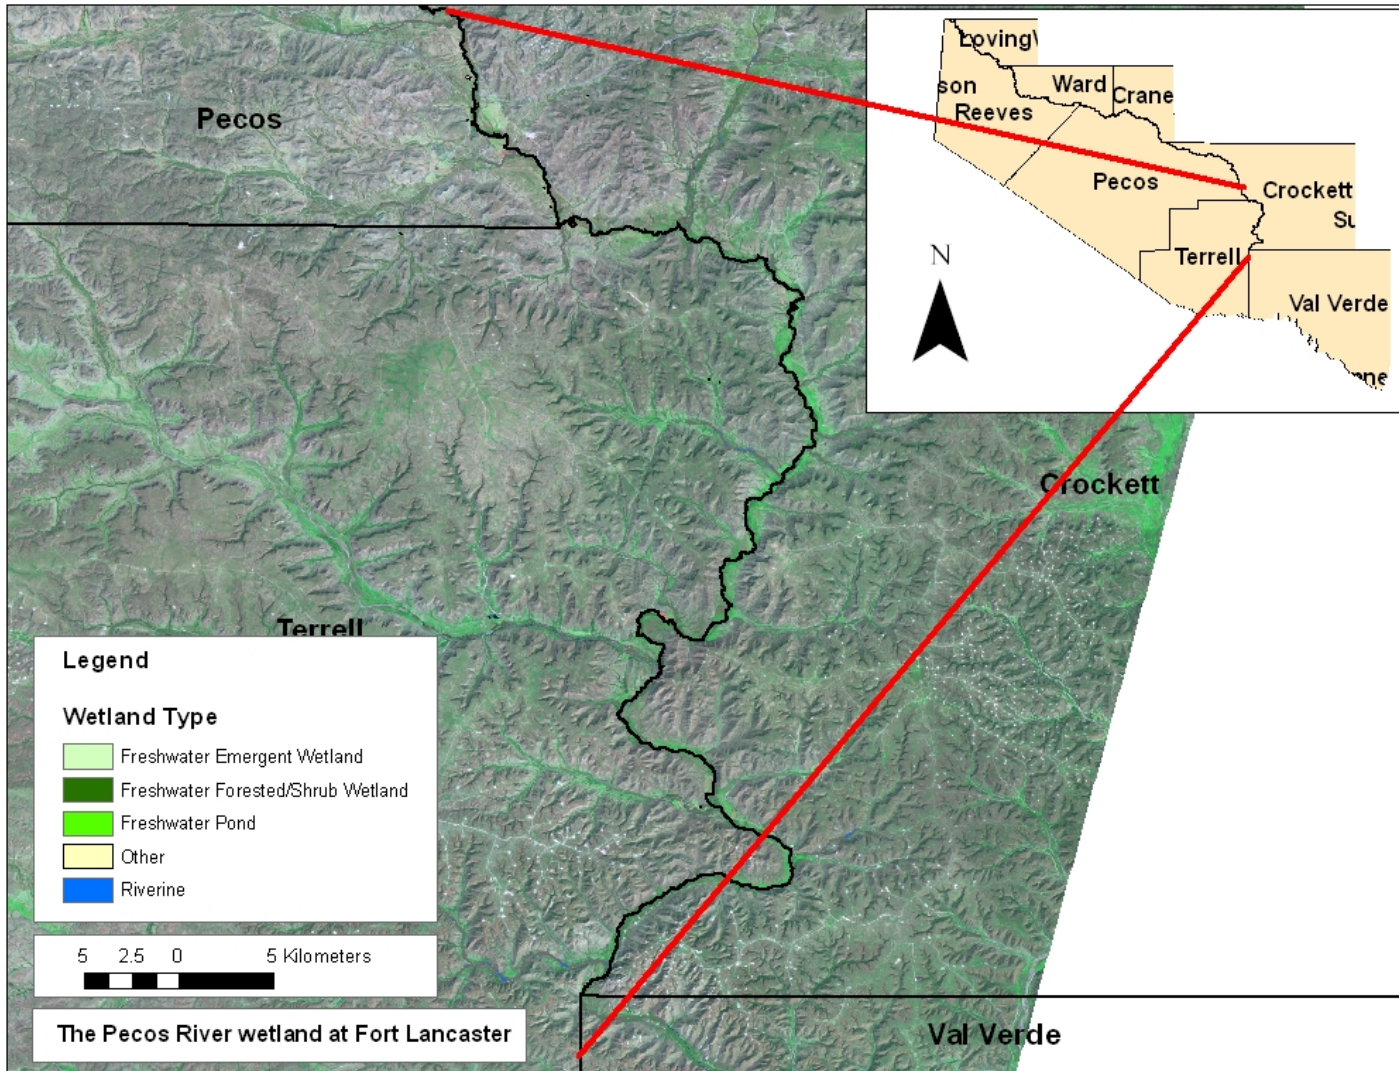 Pecos
Crockett
Terrell
Val Verde
Loving
son
Reeves
Ward
Crane
Pecos
Crockett
Su
Terrell
Val Verde
nne
N
Legend
Wetland Type
Freshwater Emergent Wetland
Freshwater Forested/Shrub Wetland
Freshwater Pond
Other
Riverine
5 2.5 0 5 Kilometers
The Pecos River wetland at Fort Lancaster